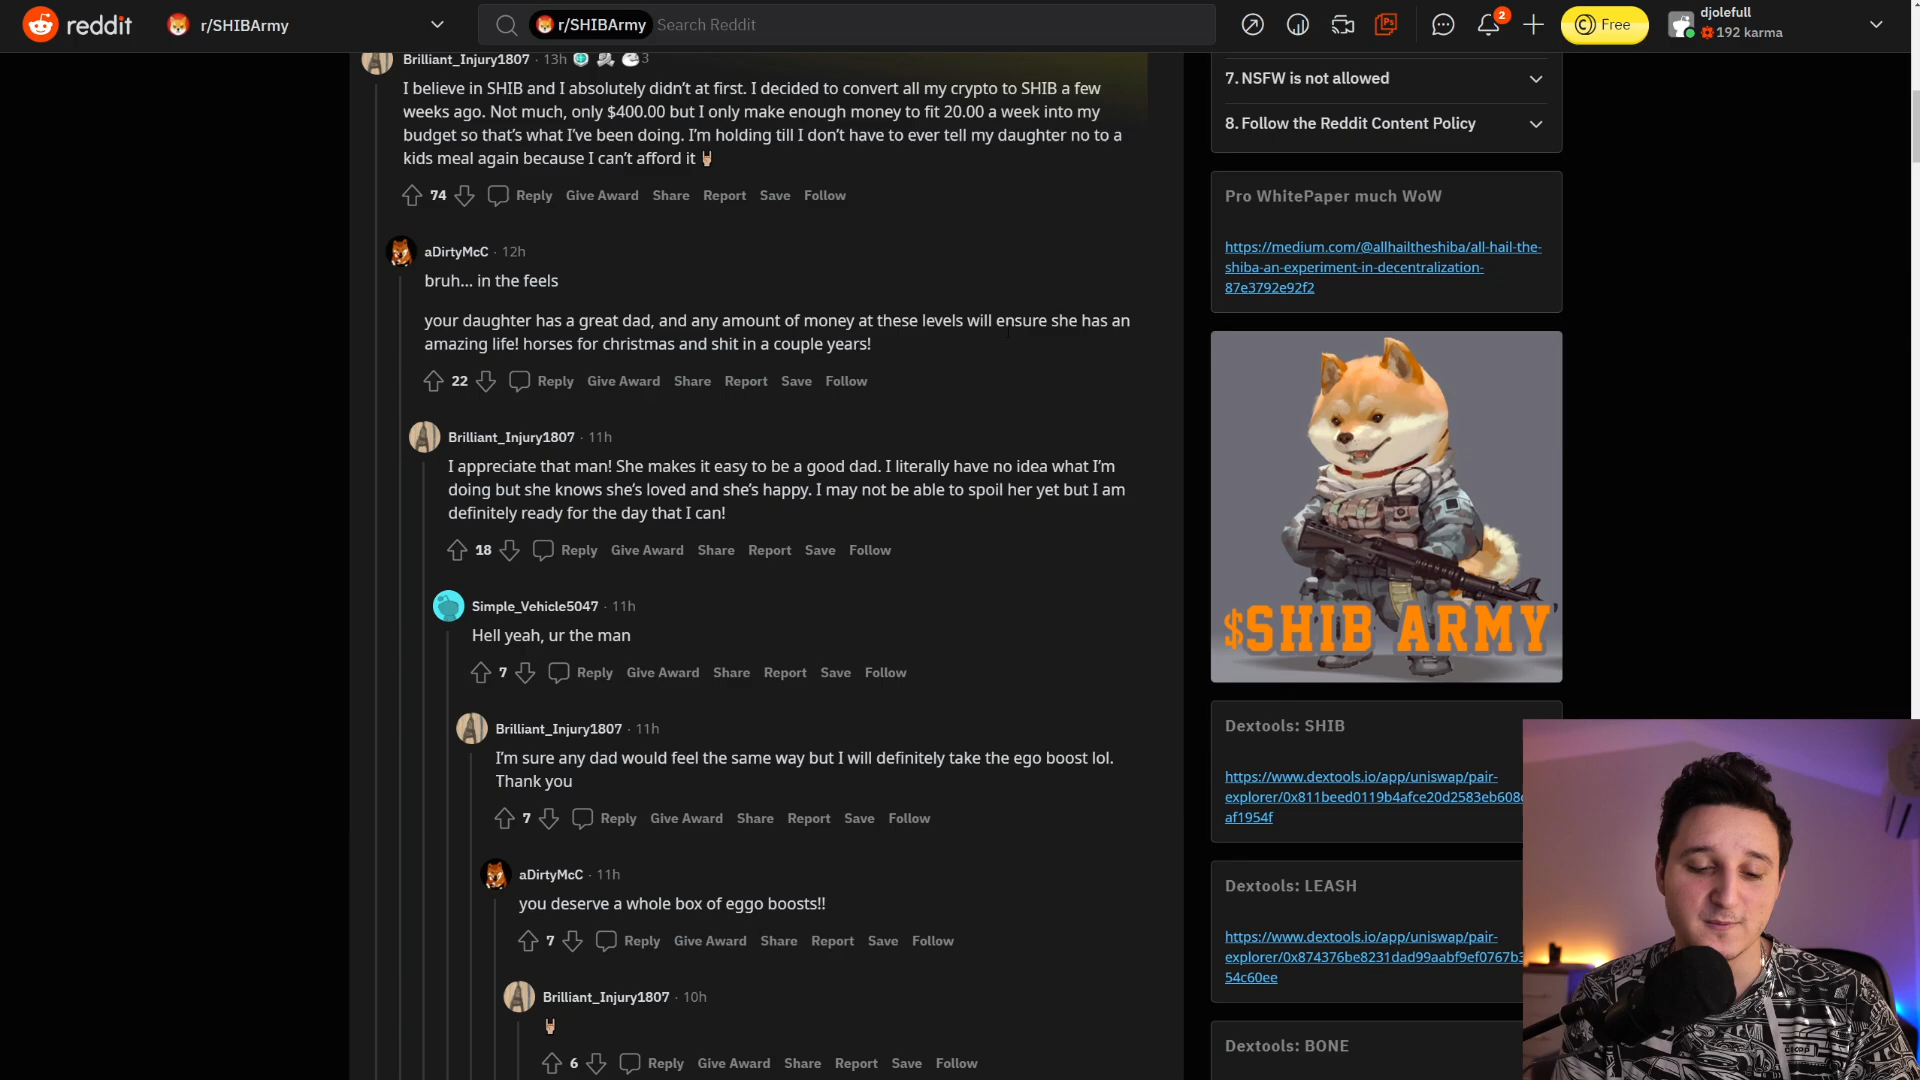 reddit r/SHIBArmy r/SHIBArmy Search Reddit 2 Free djolefull
192 karma
Brilliant_Injury1807 · 13h 3
I believe in SHIB and I absolutely didn't at first. I decided to convert all my crypto to SHIB a few
weeks ago. Not much, only $400.00 but I only make enough money to fit 20.00 a week into my
budget so that's what I've been doing. I'm holding till I don't have to ever tell my daughter no to a
kids meal again because I can't afford it 🤘🏼
74 Reply Give Award Share Report Save Follow
aDirtyMcC · 12h
bruh... in the feels
your daughter has a great dad, and any amount of money at these levels will ensure she has an
amazing life! horses for christmas and shit in a couple years!
22 Reply Give Award Share Report Save Follow
Brilliant_Injury1807 · 11h
I appreciate that man! She makes it easy to be a good dad. I literally have no idea what I'm
doing but she knows she's loved and she's happy. I may not be able to spoil her yet but I am
definitely ready for the day that I can!
18 Reply Give Award Share Report Save Follow
Simple_Vehicle5047 · 11h
Hell yeah, ur the man
7 Reply Give Award Share Report Save Follow
Brilliant_Injury1807 · 11h
I'm sure any dad would feel the same way but I will definitely take the ego boost lol.
Thank you
7 Reply Give Award Share Report Save Follow
aDirtyMcC · 11h
you deserve a whole box of eggo boosts!!
7 Reply Give Award Share Report Save Follow
Brilliant_Injury1807 · 10h
🤘🏼
6 Reply Give Award Share Report Save Follow
7. NSFW is not allowed
8. Follow the Reddit Content Policy
Pro WhitePaper much WoW
https://medium.com/@allhailtheshiba/all-hail-the-
shiba-an-experiment-in-decentralization-
87e3792e92f2
$SHIB ARMY
Dextools: SHIB
https://www.dextools.io/app/uniswap/pair-
explorer/0x811beed0119b4afce20d2583eb608
af1954f
Dextools: LEASH
https://www.dextools.io/app/uniswap/pair-
explorer/0x874376be8231dad99aabf9ef0767b3
54c60ee
Dextools: BONE